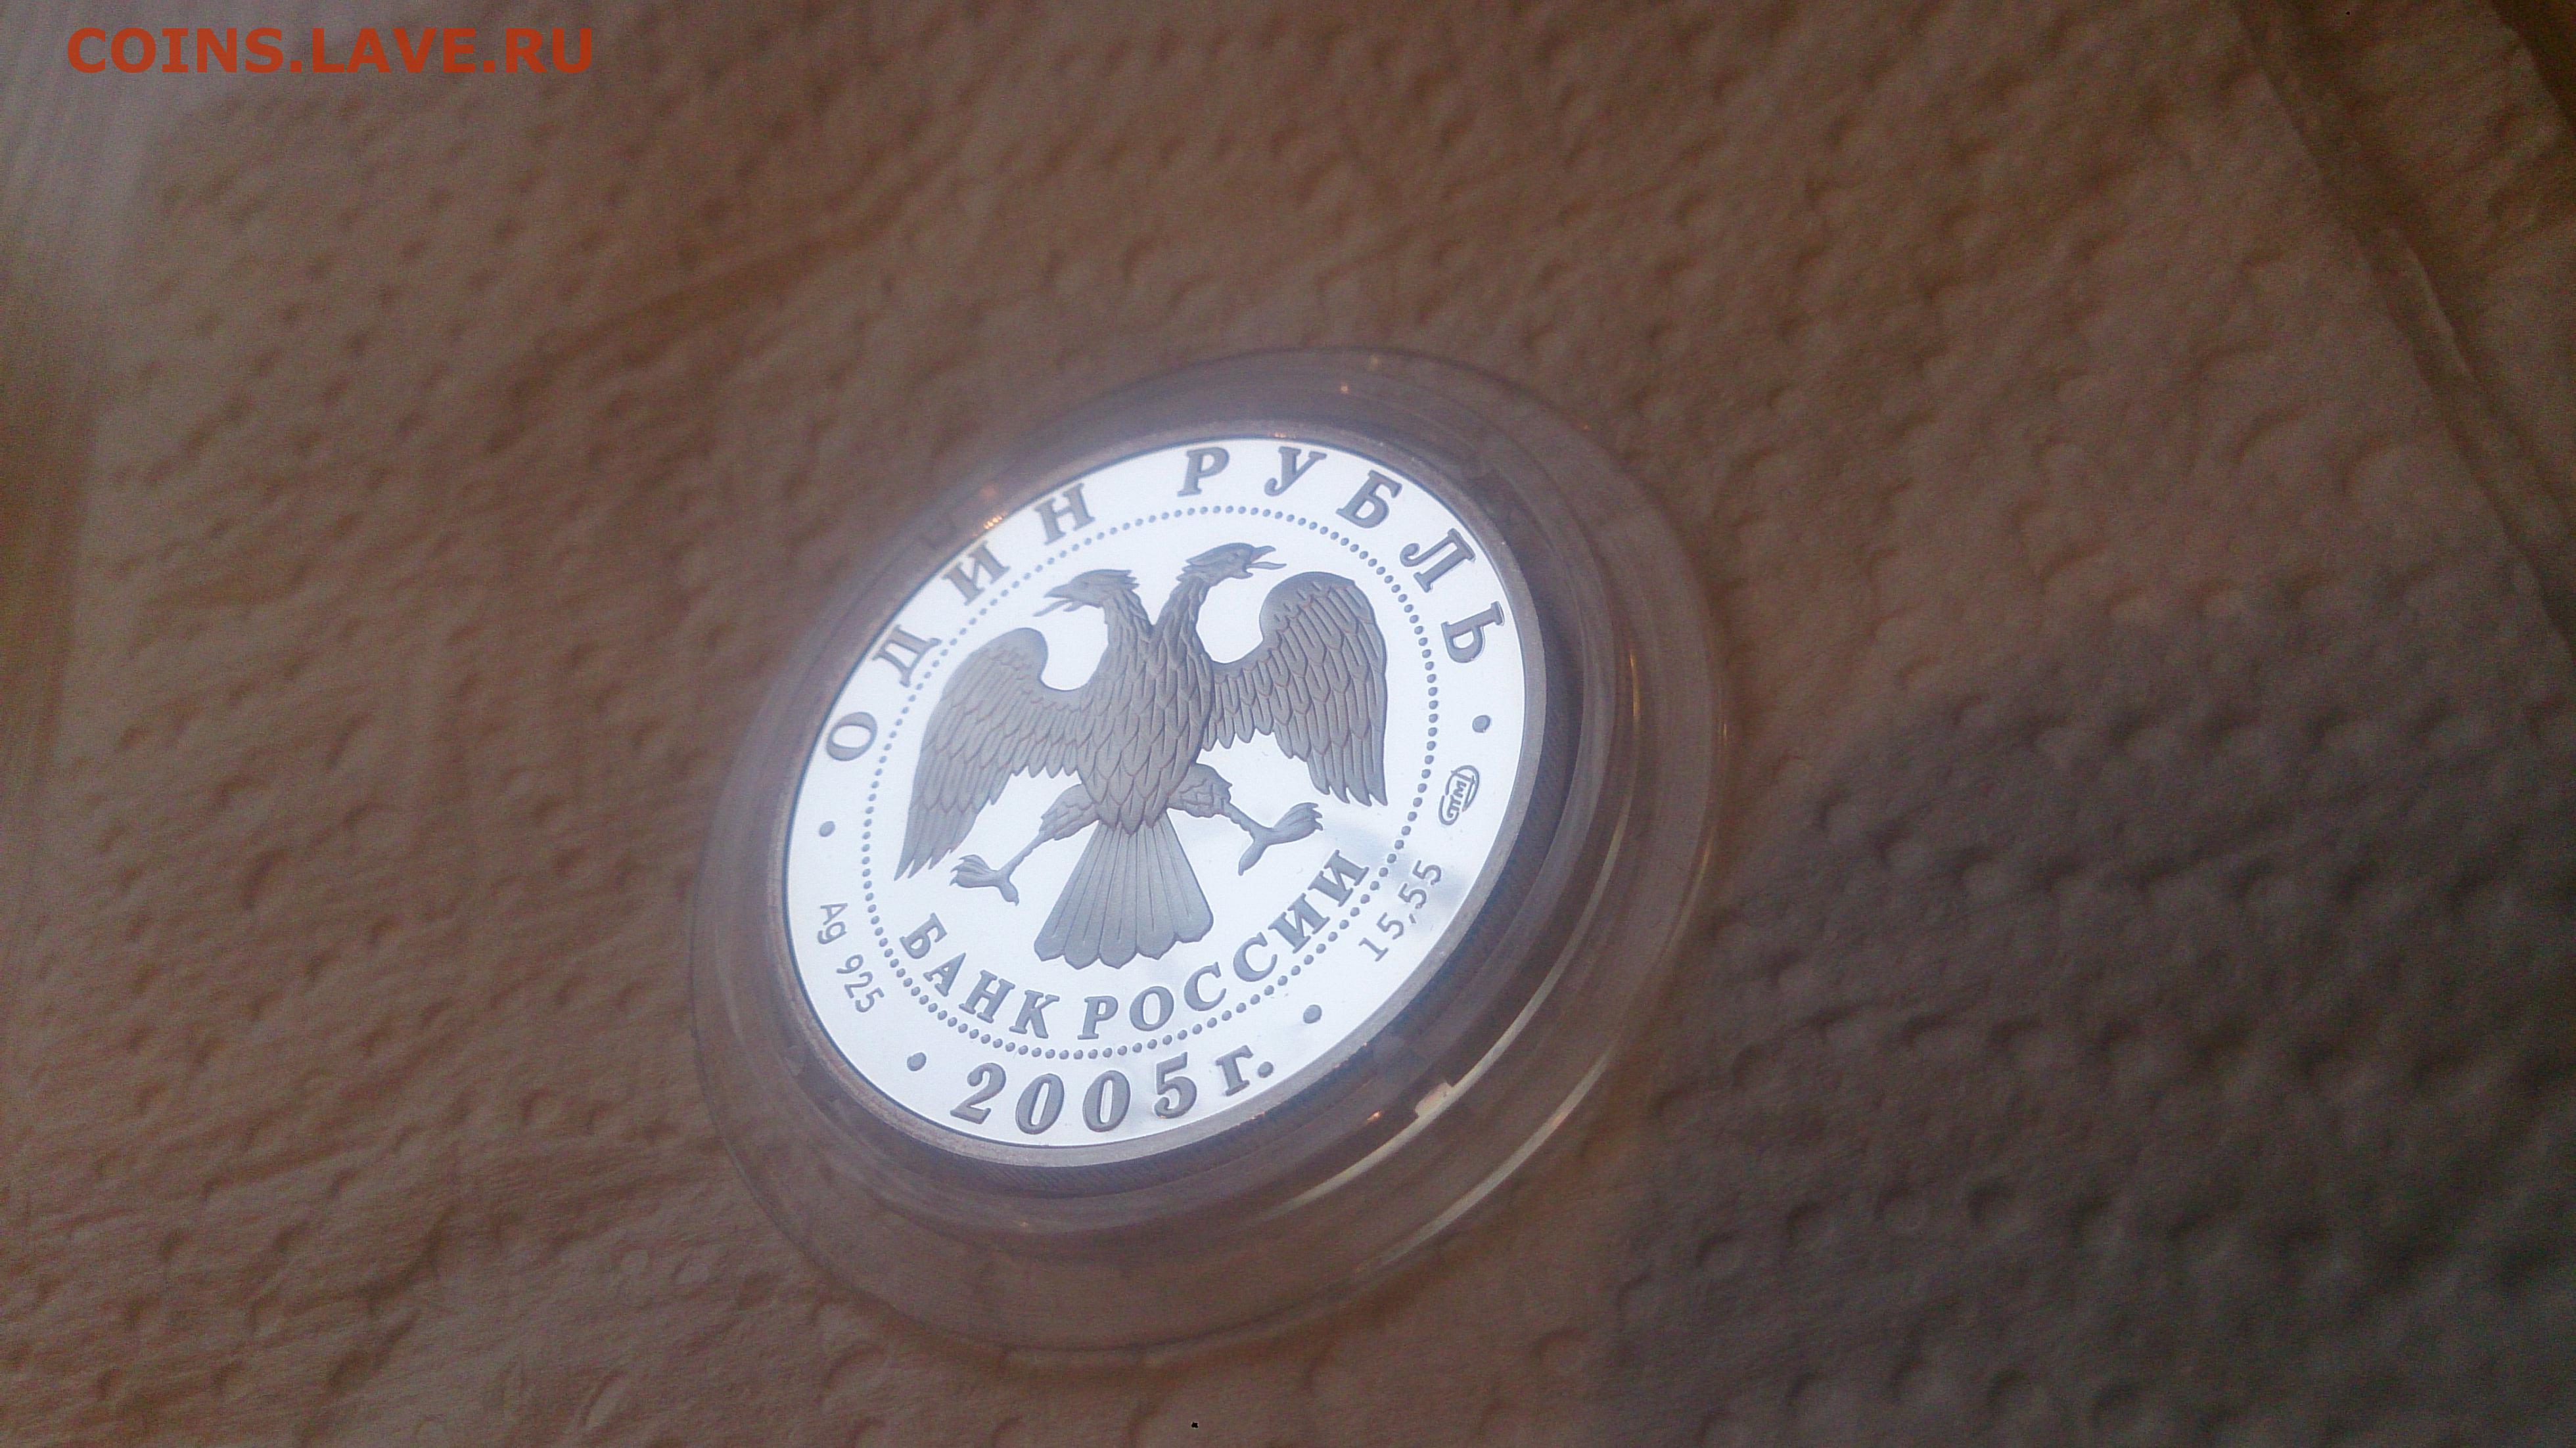 COINS.LAVE.RU
ОДИН РУБЛЬ
БАНК РОССИИ
Ag 925
15,55
СПМД
• 2005 г. •